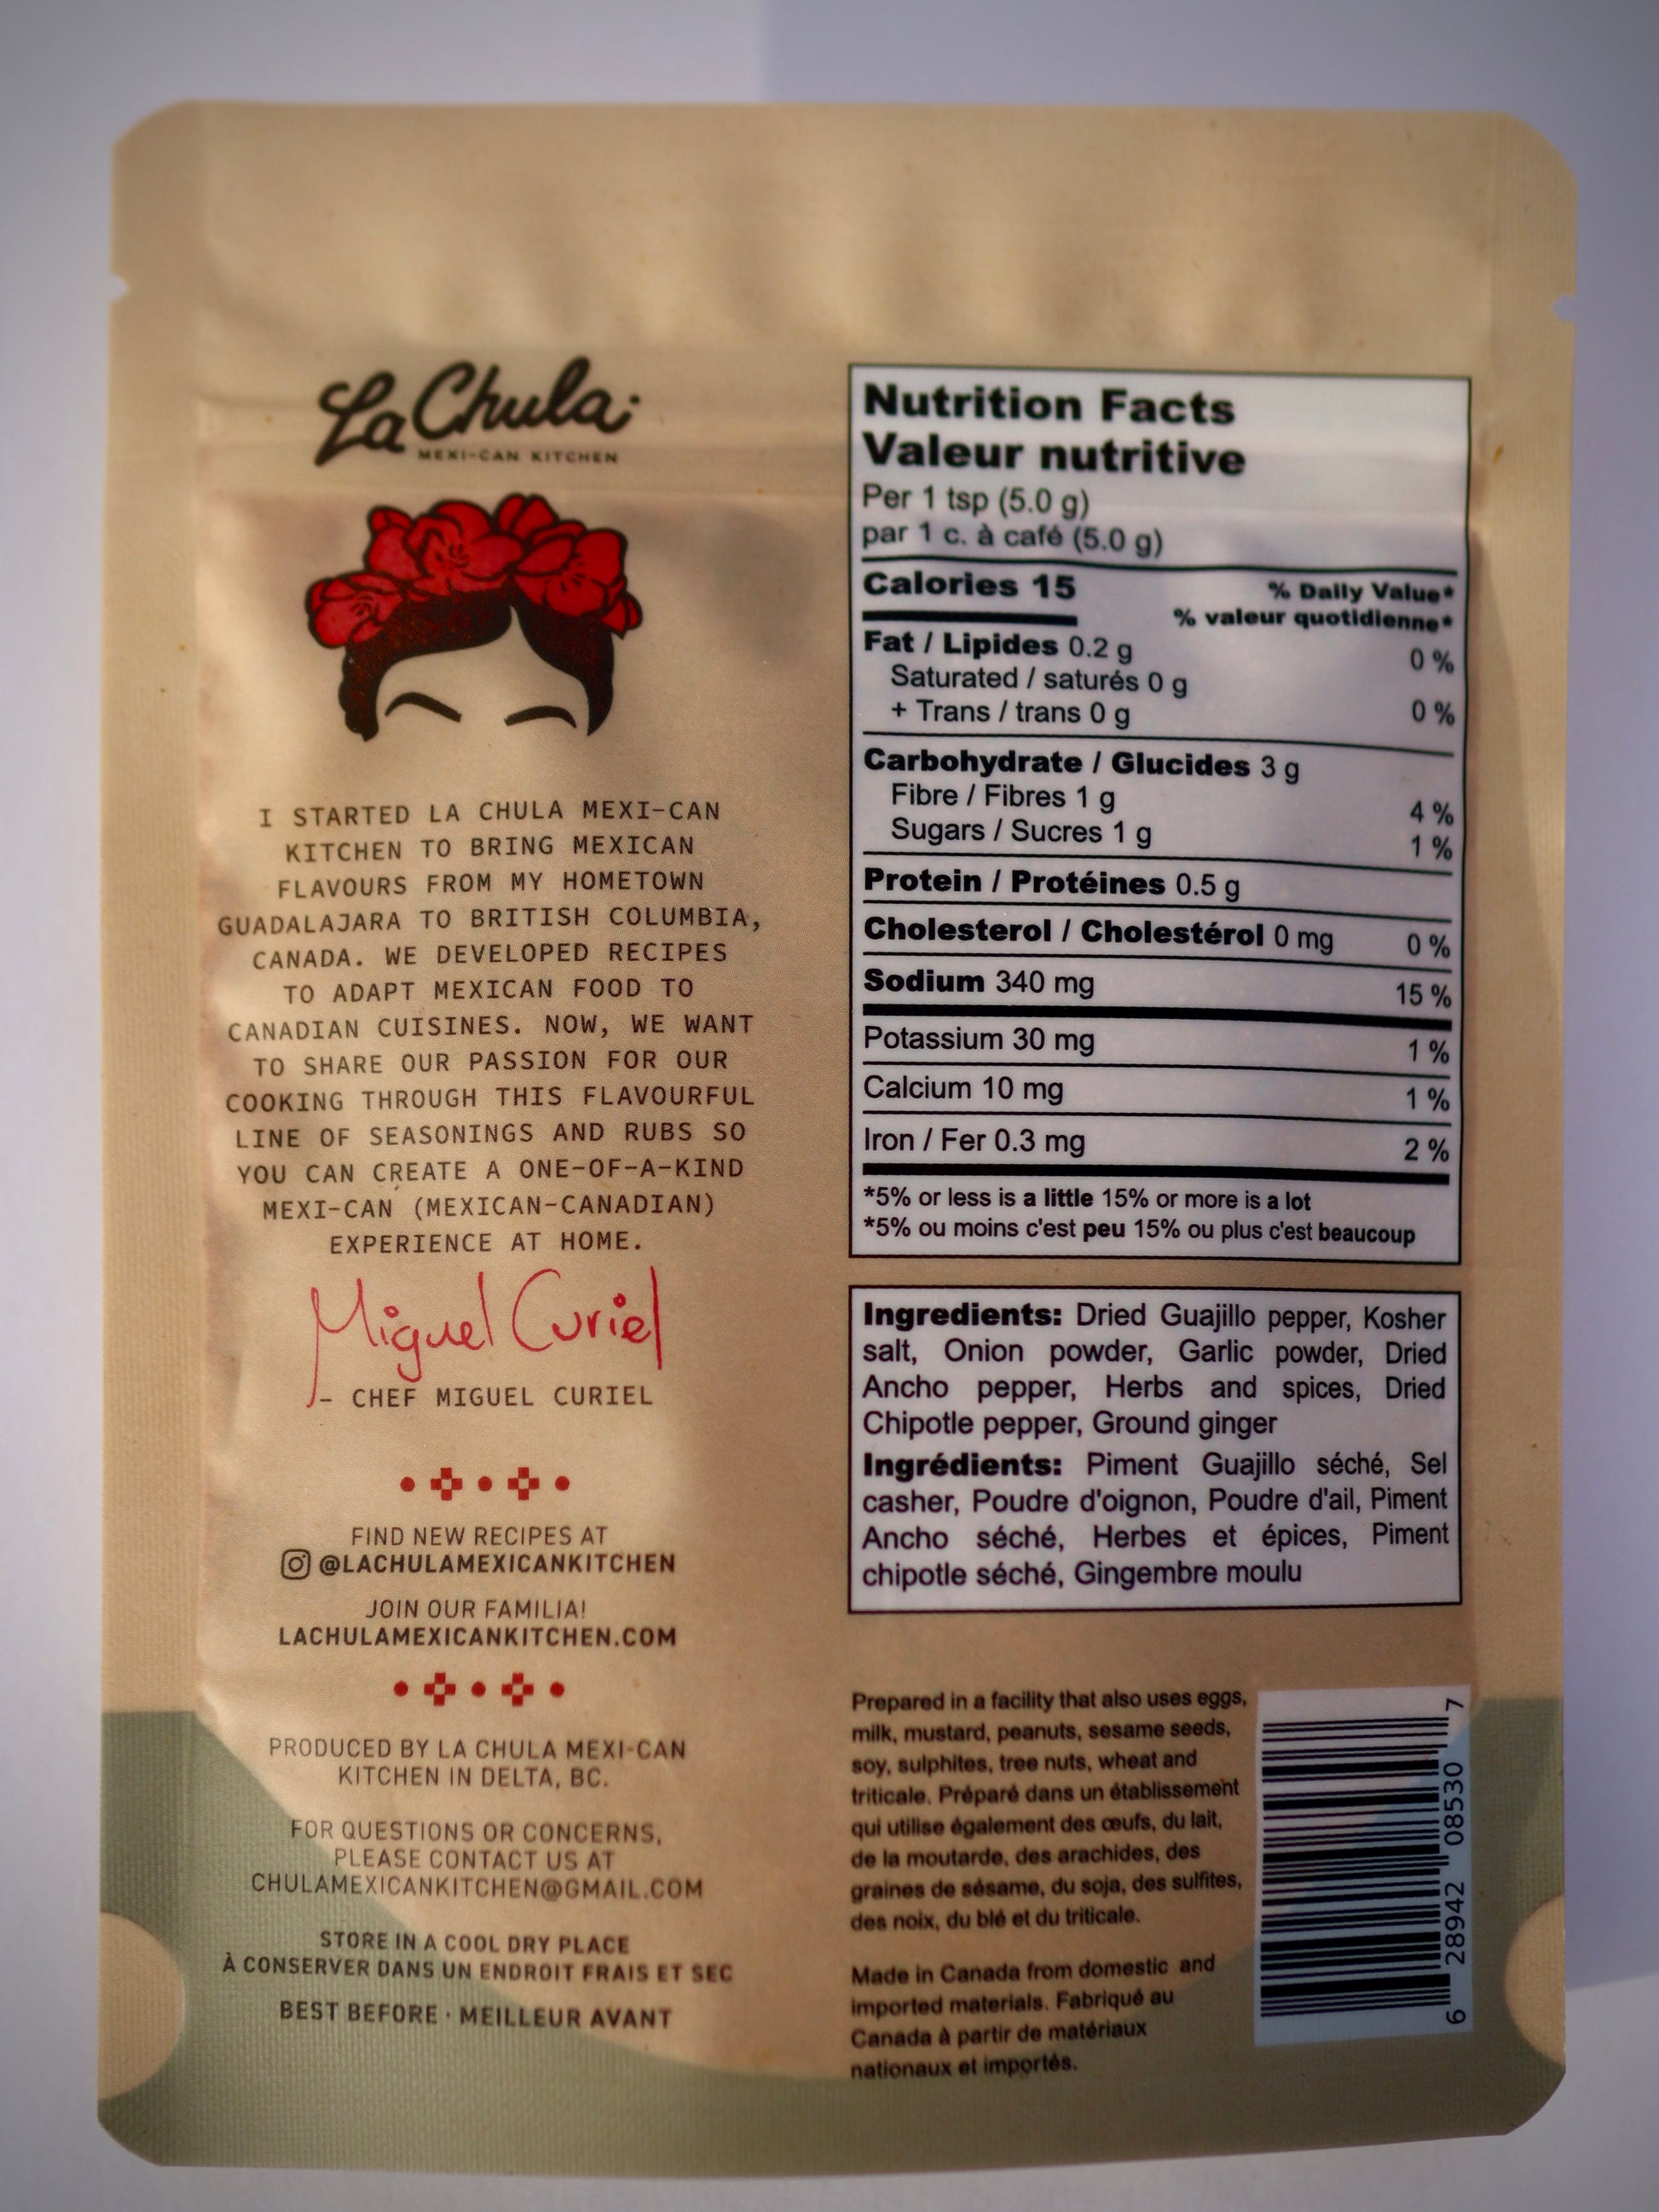 La Chula
MEXI-CAN KITCHEN
I STARTED LA CHULA MEXI-CAN
KITCHEN TO BRING MEXICAN
FLAVOURS FROM MY HOMETOWN
GUADALAJARA TO BRITISH COLUMBIA,
CANADA. WE DEVELOPED RECIPES
TO ADAPT MEXICAN FOOD TO
CANADIAN CUISINES. NOW, WE WANT
TO SHARE OUR PASSION FOR OUR
COOKING THROUGH THIS FLAVOURFUL
LINE OF SEASONINGS AND RUBS SO
YOU CAN CREATE A ONE-OF-A-KIND
MEXI-CAN (MEXICAN-CANADIAN)
EXPERIENCE AT HOME.
Miguel Curiel
- CHEF MIGUEL CURIEL
FIND NEW RECIPES AT
@LACHULAMEXICANKITCHEN
JOIN OUR FAMILIA!
LACHULAMEXICANKITCHEN.COM
PRODUCED BY LA CHULA MEXI-CAN
KITCHEN IN DELTA, BC.
FOR QUESTIONS OR CONCERNS,
PLEASE CONTACT US AT
CHULAMEXICANKITCHEN@GMAIL.COM
STORE IN A COOL DRY PLACE
À CONSERVER DANS UN ENDROIT FRAIS ET SEC
BEST BEFORE · MEILLEUR AVANT
Nutrition Facts
Valeur nutritive
Per 1 tsp (5.0 g)
par 1 c. à café (5.0 g)
Calories 15 % Daily Value*
% valeur quotidienne*
Fat / Lipides 0.2 g 0 %
Saturated / saturés 0 g
+ Trans / trans 0 g 0 %
Carbohydrate / Glucides 3 g
Fibre / Fibres 1 g 4 %
Sugars / Sucres 1 g 1 %
Protein / Protéines 0.5 g
Cholesterol / Cholestérol 0 mg 0 %
Sodium 340 mg 15 %
Potassium 30 mg 1 %
Calcium 10 mg 1 %
Iron / Fer 0.3 mg 2 %
*5% or less is a little 15% or more is a lot
*5% ou moins c'est peu 15% ou plus c'est beaucoup
Ingredients: Dried Guajillo pepper, Kosher
salt, Onion powder, Garlic powder, Dried
Ancho pepper, Herbs and spices, Dried
Chipotle pepper, Ground ginger
Ingrédients: Piment Guajillo séché, Sel
casher, Poudre d'oignon, Poudre d'ail, Piment
Ancho séché, Herbes et épices, Piment
chipotle séché, Gingembre moulu
Prepared in a facility that also uses eggs,
milk, mustard, peanuts, sesame seeds,
soy, sulphites, tree nuts, wheat and
triticale. Préparé dans un établissement
qui utilise également des œufs, du lait,
de la moutarde, des arachides, des
graines de sésame, du soja, des sulfites,
des noix, du blé et du triticale.
Made in Canada from domestic and
imported materials. Fabriqué au
Canada à partir de matériaux
nationaux et importés.
6 28942 08530 7